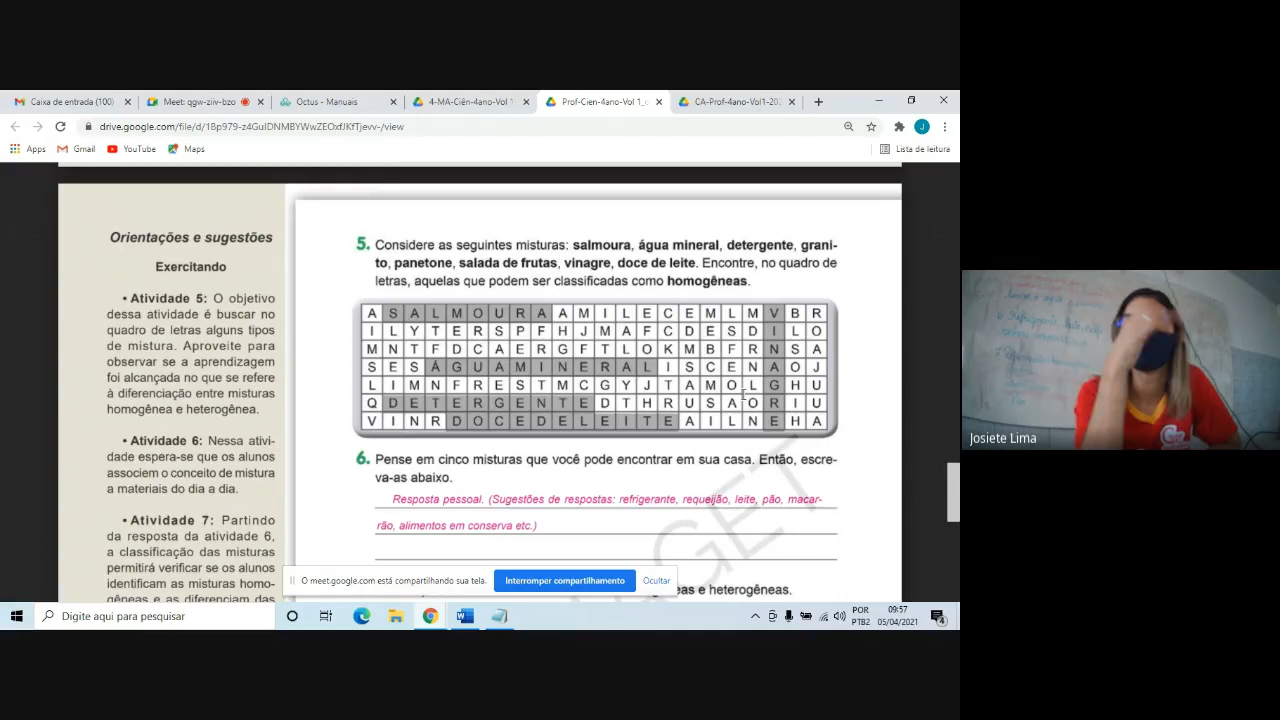 Caixa de entrada (100)
Meet: qgw-ziiv-bzo
Octus - Manuais
4-MA-Ciên-4ano-Vol 1
Prof-Cien-4ano-Vol 1_
CA-Prof-4ano-Vol1-202
drive.google.com/file/d/1Bp979-z4GuIDNMBYWwZEOxfJKfTjevv-/view
Apps
Gmail
YouTube
Maps
Lista de leitura
Orientações e sugestões
Exercitando
• Atividade 5: O objetivo
dessa atividade é buscar no
quadro de letras alguns tipos
de mistura. Aproveite para
observar se a aprendizagem
foi alcançada no que se refere
à diferenciação entre misturas
homogênea e heterogênea.
• Atividade 6: Nessa ativi-
dade espera-se que os alunos
associem o conceito de mistura
a materiais do dia a dia.
• Atividade 7: Partindo
da resposta da atividade 6,
a classificação das misturas
permitirá verificar se os alunos
identificam as misturas homo-
gêneas e as diferenciam das
5. Considere as seguintes misturas: salmoura, água mineral, detergente, grani-
to, panetone, salada de frutas, vinagre, doce de leite. Encontre, no quadro de
letras, aquelas que podem ser classificadas como homogêneas.
A S A L M O U R A A M I L E C E M L M V B R
I L Y T E R S P F H J M A F C D E S D I L O
M N T F D C A E R G F T L O K M B F R N S A
S E S Á G U A M I N E R A L I S C E N A O J
L I M N F R E S T M C G Y J T A M O L G H U
Q D E T E R G E N T E D T H R U S A O R I U
V I N R D O C E D E L E I T E A I L N E H A
6. Pense em cinco misturas que você pode encontrar em sua casa. Então, escre-
va-as abaixo.
Resposta pessoal. (Sugestões de respostas: refrigerante, requeijão, leite, pão, macar-
rão, alimentos em conserva etc.)
eas e heterogêneas.
O meet.google.com está compartilhando sua tela.
Interromper compartilhamento
Ocultar
Digite aqui para pesquisar
POR
PTB2
09:57
05/04/2021
4
Josiete Lima